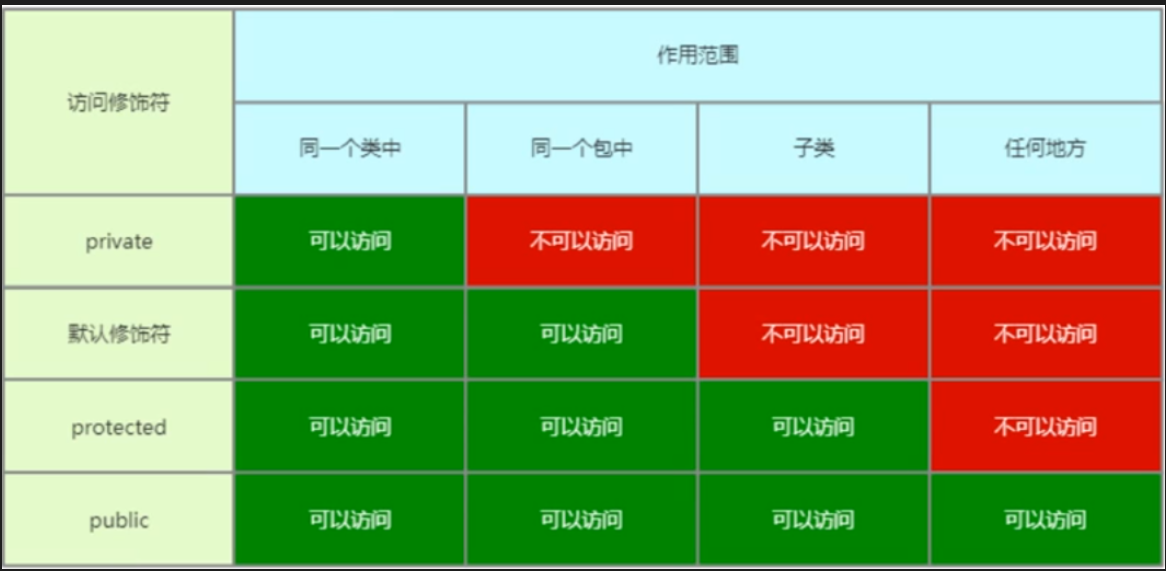 访问修饰符
作用范围
同一个类中 同一个包中 子类 任何地方
private 可以访问 不可以访问 不可以访问 不可以访问
默认修饰符 可以访问 可以访问 不可以访问 不可以访问
protected 可以访问 可以访问 可以访问 不可以访问
public 可以访问 可以访问 可以访问 可以访问